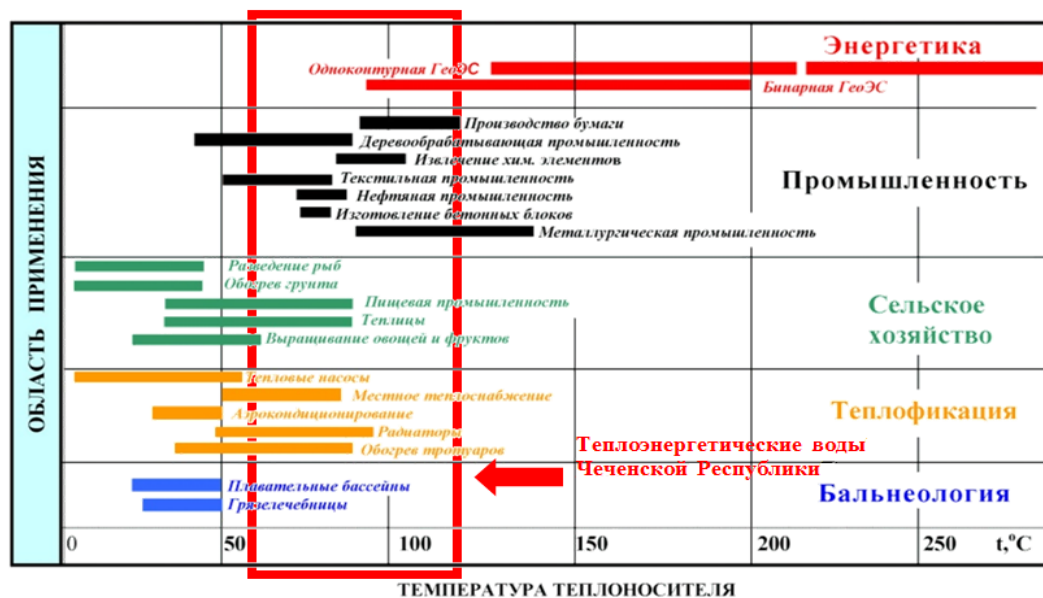 Энергетика
Одноконтурная ГеоЭС
Бинарная ГеоЭС
Производство бумаги
Деревообрабатывающая промышленность
Извлечение хим. элементов
Текстильная промышленность
Промышленность
Нефтяная промышленность
Изготовление бетонных блоков
Металлургическая промышленность
Разведение рыб
Обогрев грунта
Пищевая промышленность
Сельское
хозяйство
Теплицы
Выращивание овощей и фруктов
Тепловые насосы
Местное теплоснабжение
Аэрокондиционирование
Теплофикация
Радиаторы
Обогрев тротуаров
Теплоэнергетические воды
Чеченской Республики
Плавательные бассейны
Бальнеология
Грязелечебницы
ОБЛАСТЬ ПРИМЕНЕНИЯ
0 50 100 150 200 250 t,°C
ТЕМПЕРАТУРА ТЕПЛОНОСИТЕЛЯ